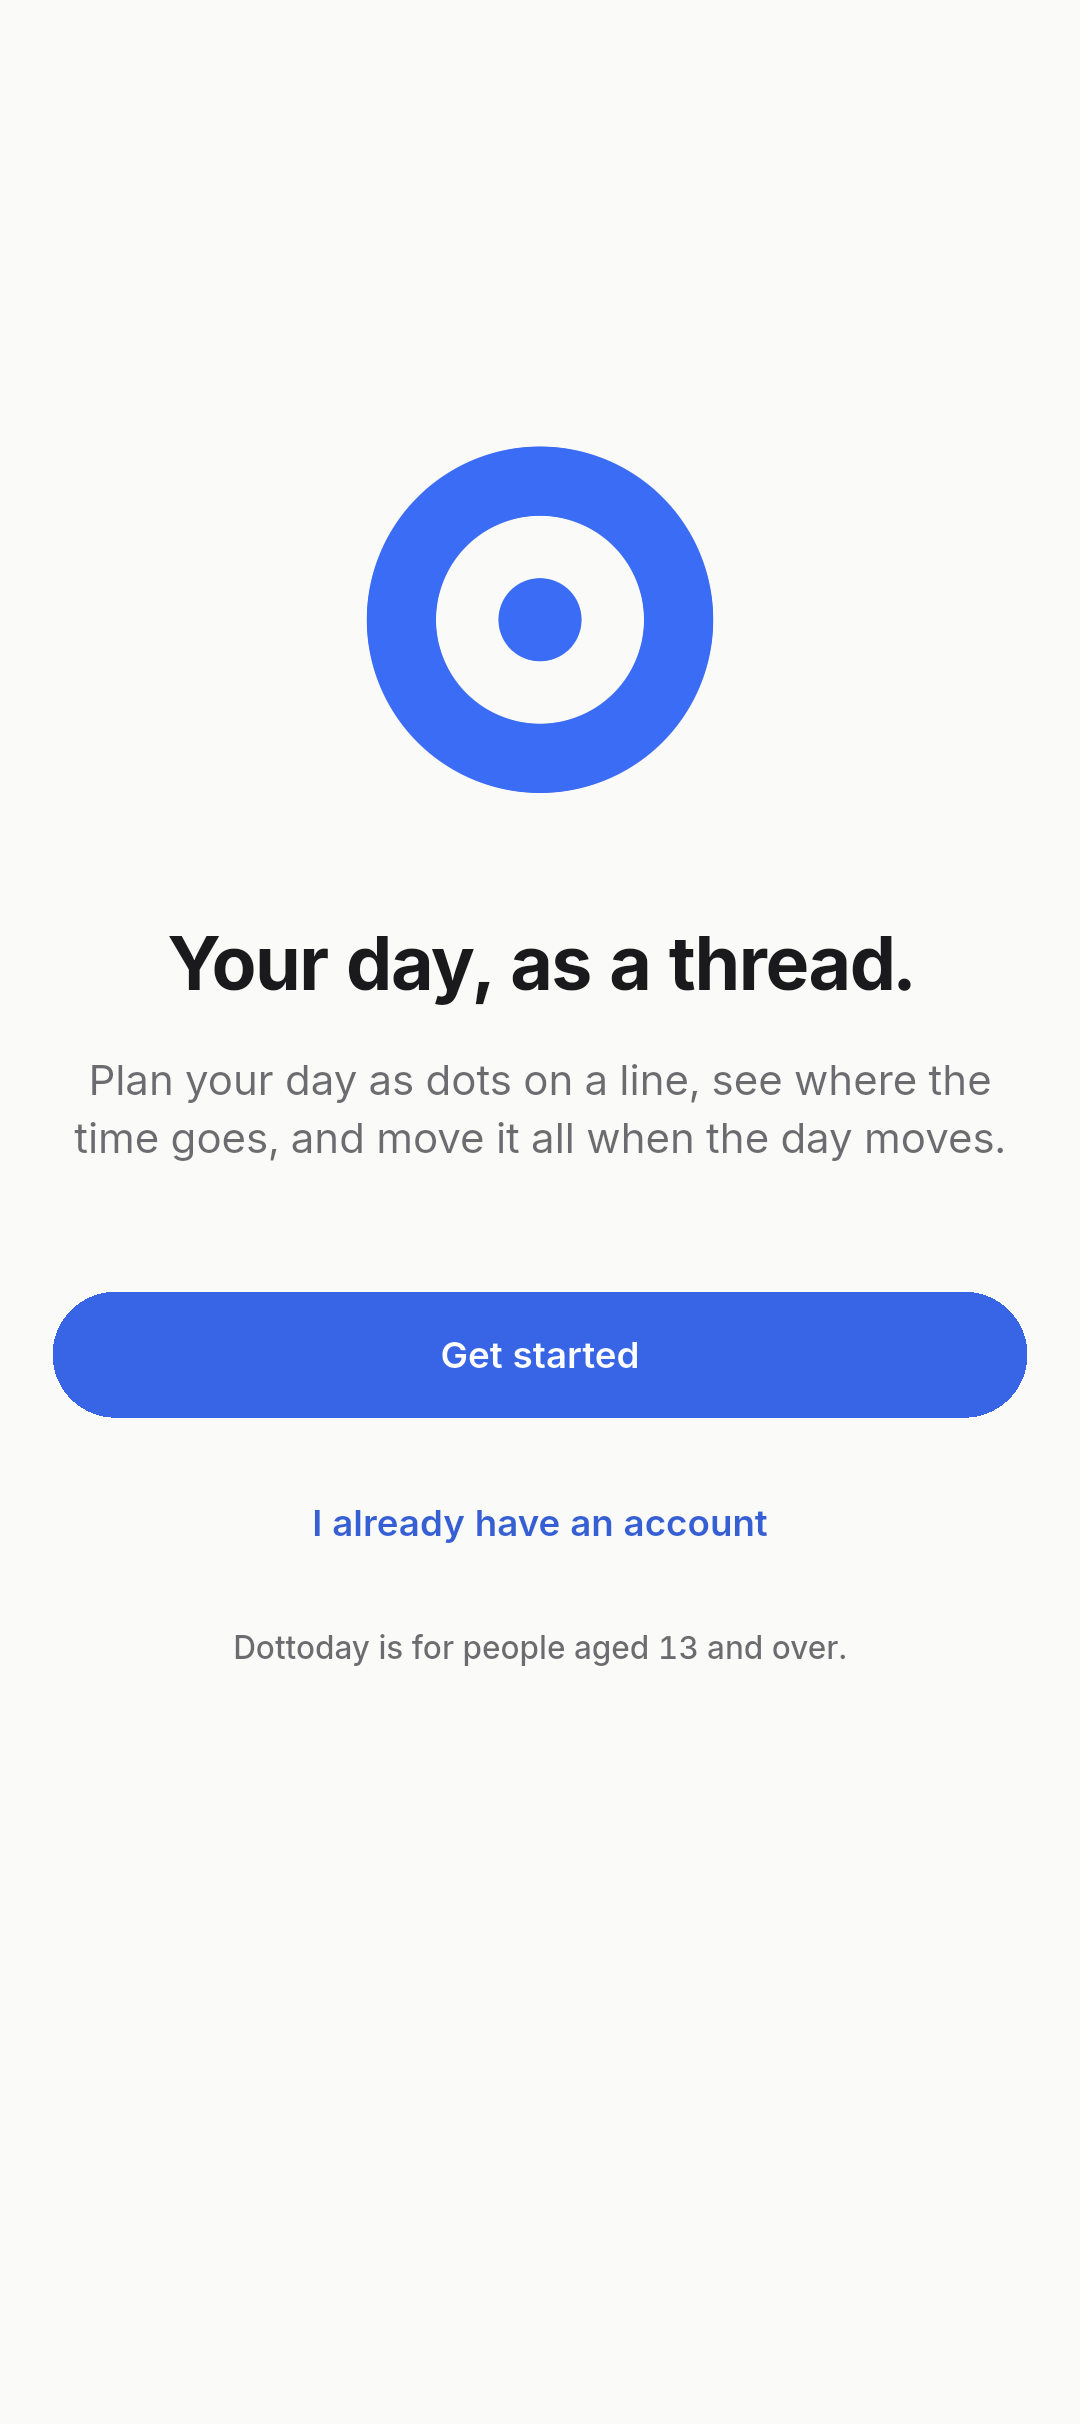 Your day, as a thread.
Plan your day as dots on a line, see where the
time goes, and move it all when the day moves.
Get started
I already have an account
Dottoday is for people aged 13 and over.